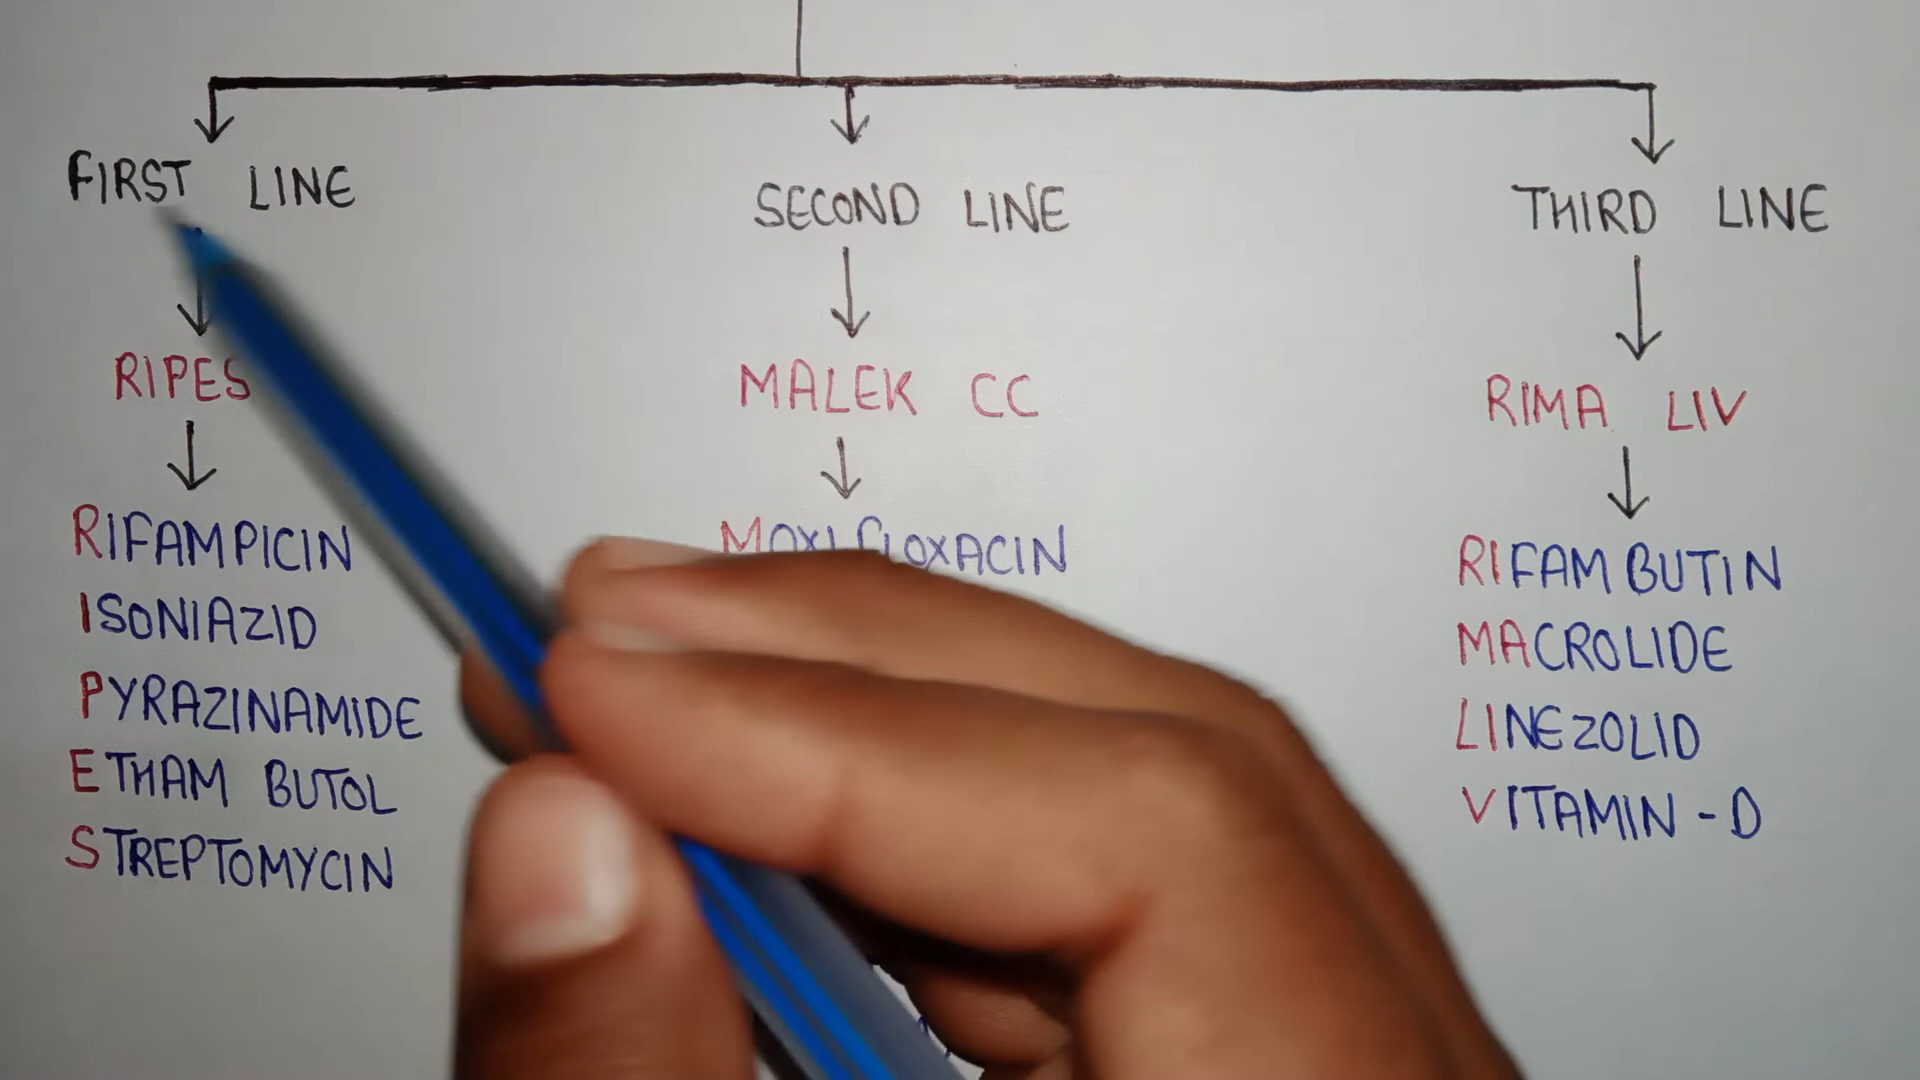 FIRST LINE
RIPES
RIFAMPICIN
ISONIAZID
PYRAZINAMIDE
ETHAM BUTOL
STREPTOMYCIN
SECOND LINE
MALEK CC
MOXIFLOXACIN
THIRD LINE
RIMA LIV
RIFAM BUTIN
MACROLIDE
LINEZOLID
VITAMIN-D